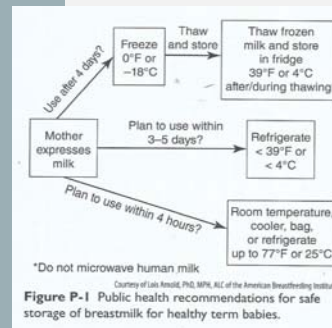 Use after 4 days?
Freeze
0°F or
–18°C
Thaw
and store
Thaw frozen
milk and store
in fridge
39°F or 4°C
after/during thawing
Mother
expresses
milk
Plan to use within
3–5 days?
Refrigerate
< 39°F or
< 4°C
Plan to use within 4 hours?
Room temperature,
cooler, bag,
or refrigerate
up to 77°F or 25°C
*Do not microwave human milk
Courtesy of Lois Arnold, PhD, MPH, ALC of the American Breastfeeding Institute
Figure P-1 Public health recommendations for safe
storage of breastmilk for healthy term babies.